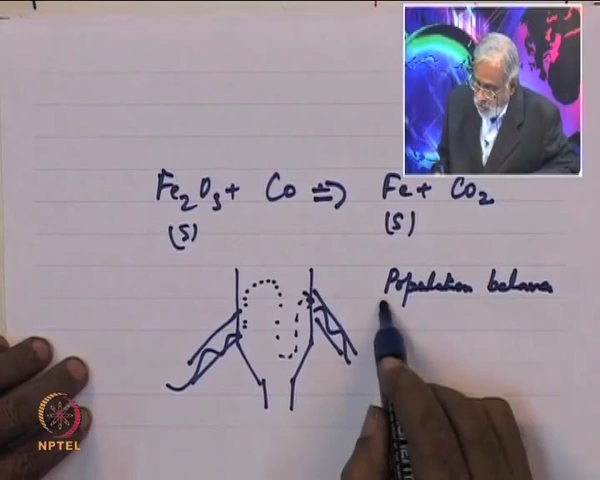 Fe2O3 + Co ⇌ Fe + CO2
(S) (S)
Population balance
NPTEL